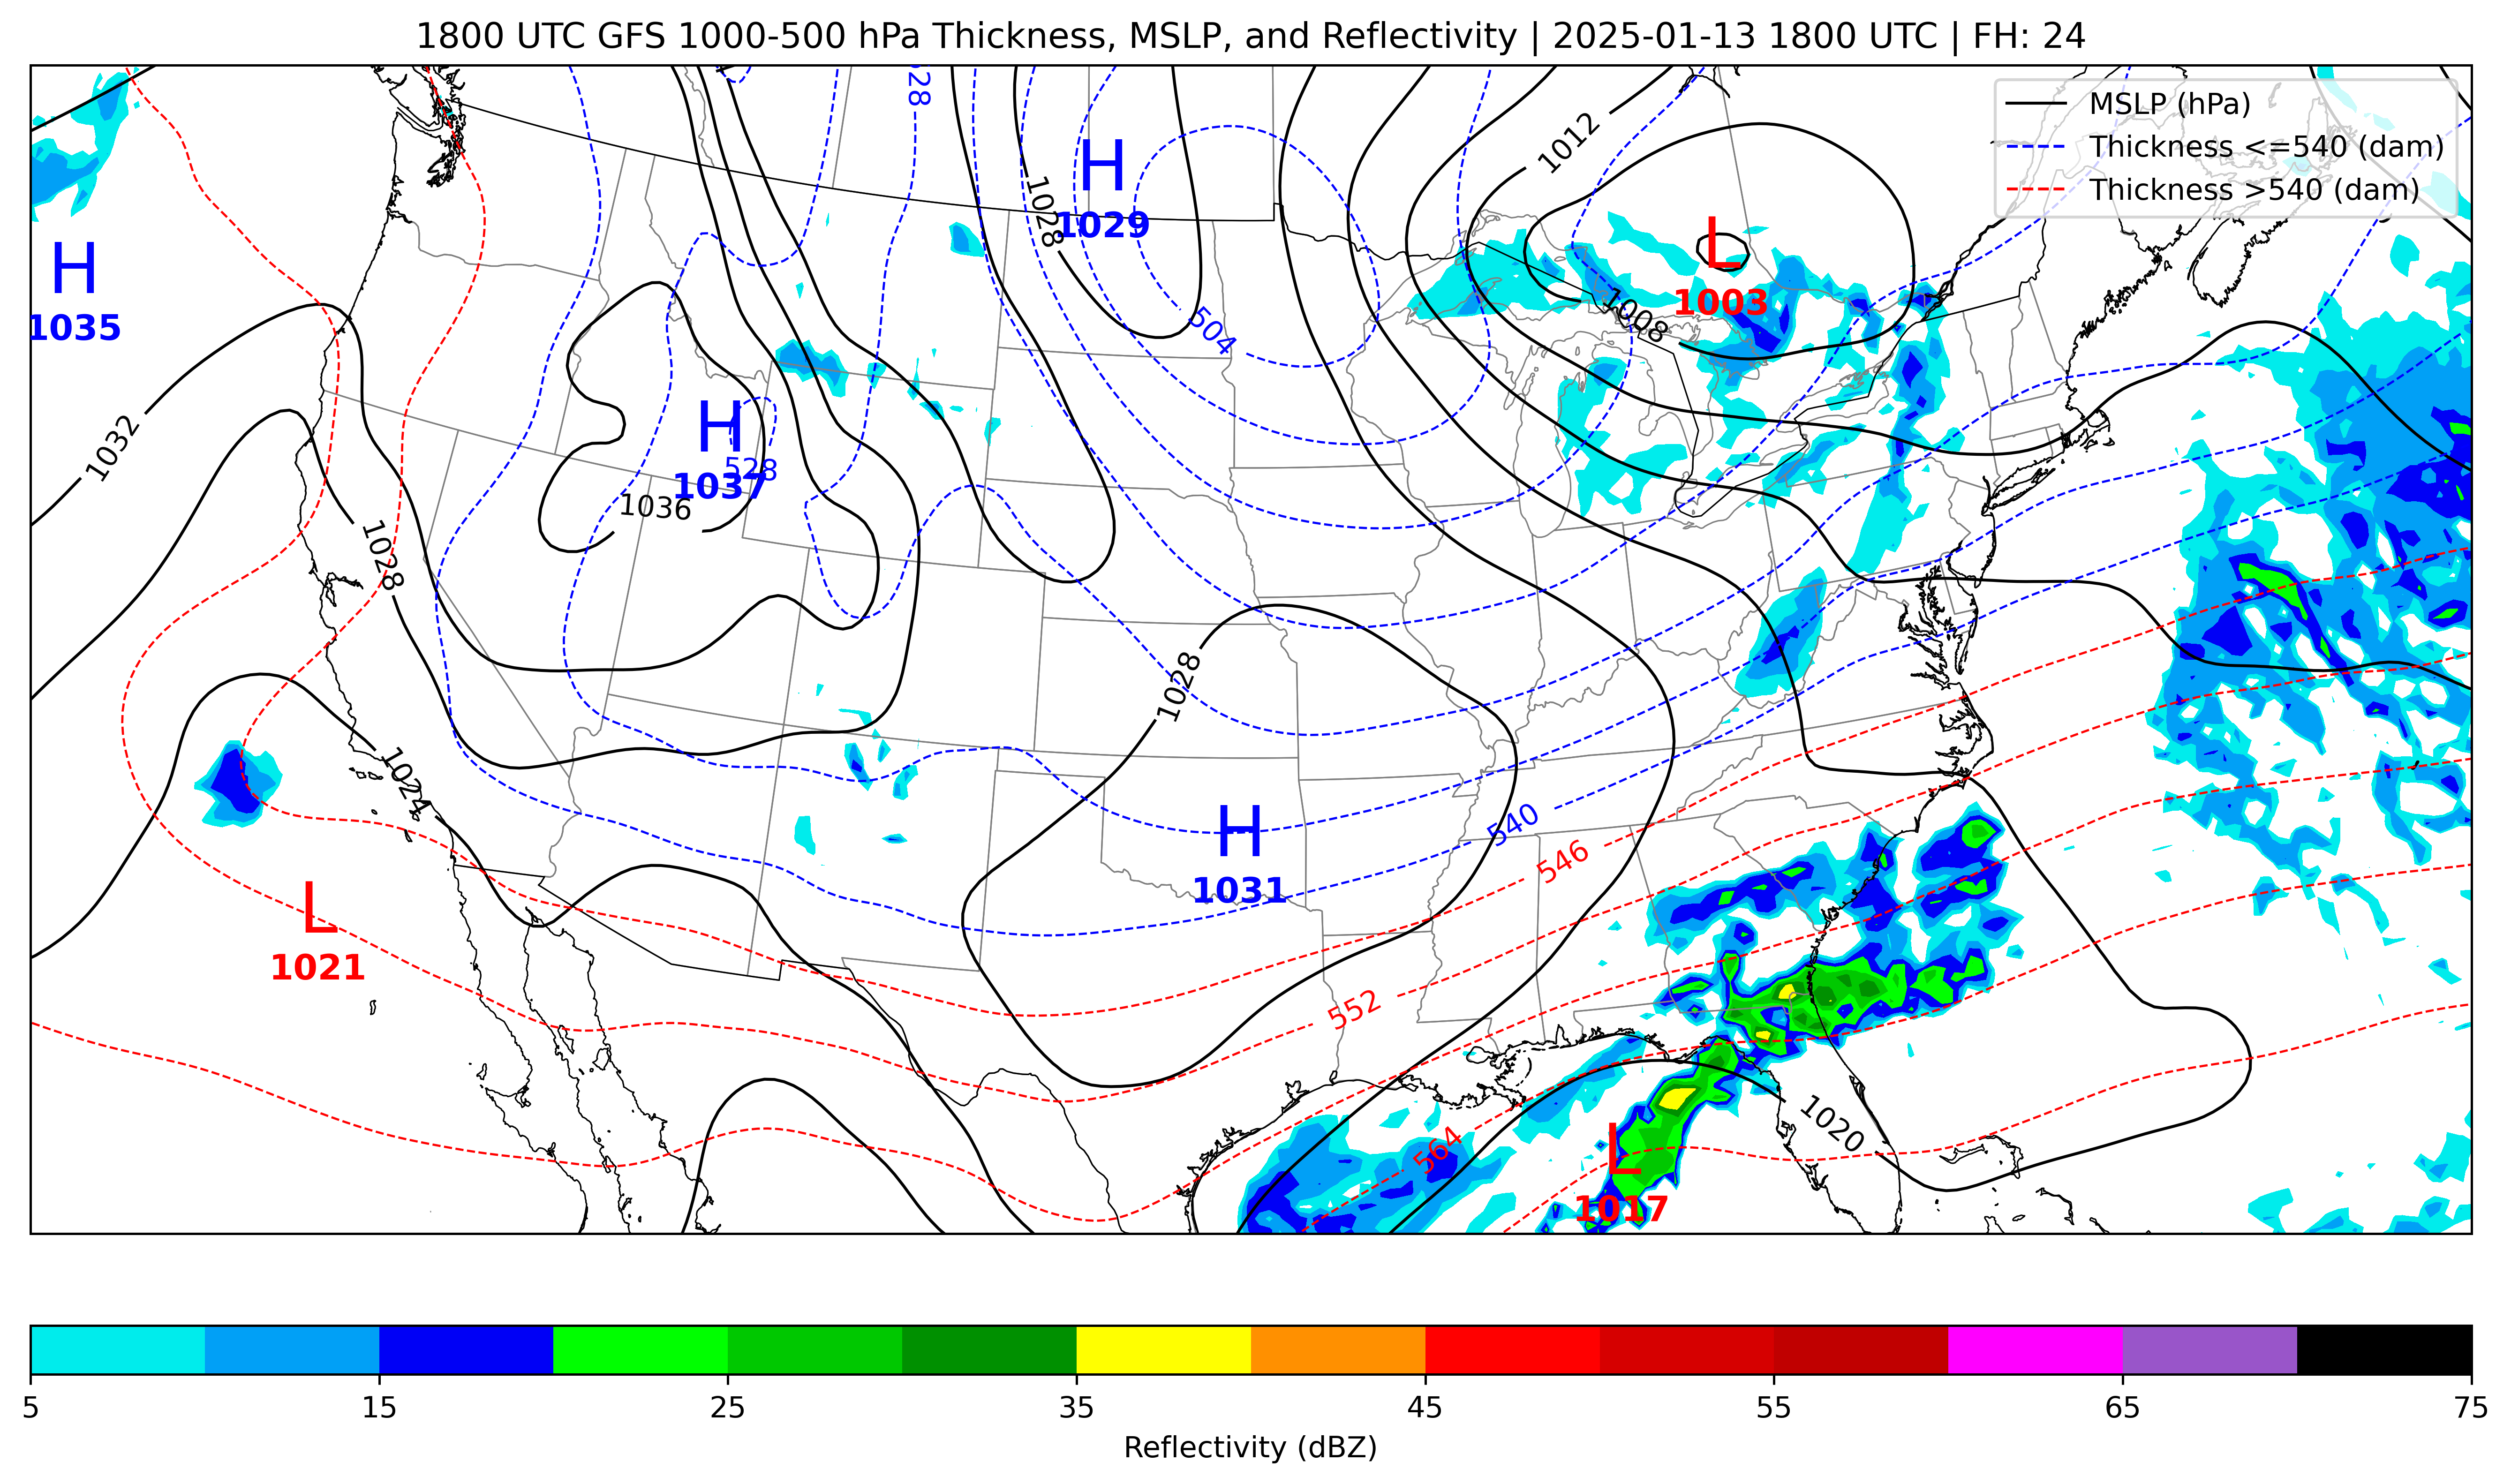 1800 UTC GFS 1000-500 hPa Thickness, MSLP, and Reflectivity | 2025-01-13 1800 UTC | FH: 24
MSLP (hPa)
Thickness <=540 (dam)
Thickness >540 (dam)
528
1012
H
1029
1028
L
1003
1008
H
1035
504
H
1037
528
1036
1032
1028
1028
1024
H
1031
540
546
L
1021
552
564
L
1017
1020
5 15 25 35 45 55 65 75
Reflectivity (dBZ)